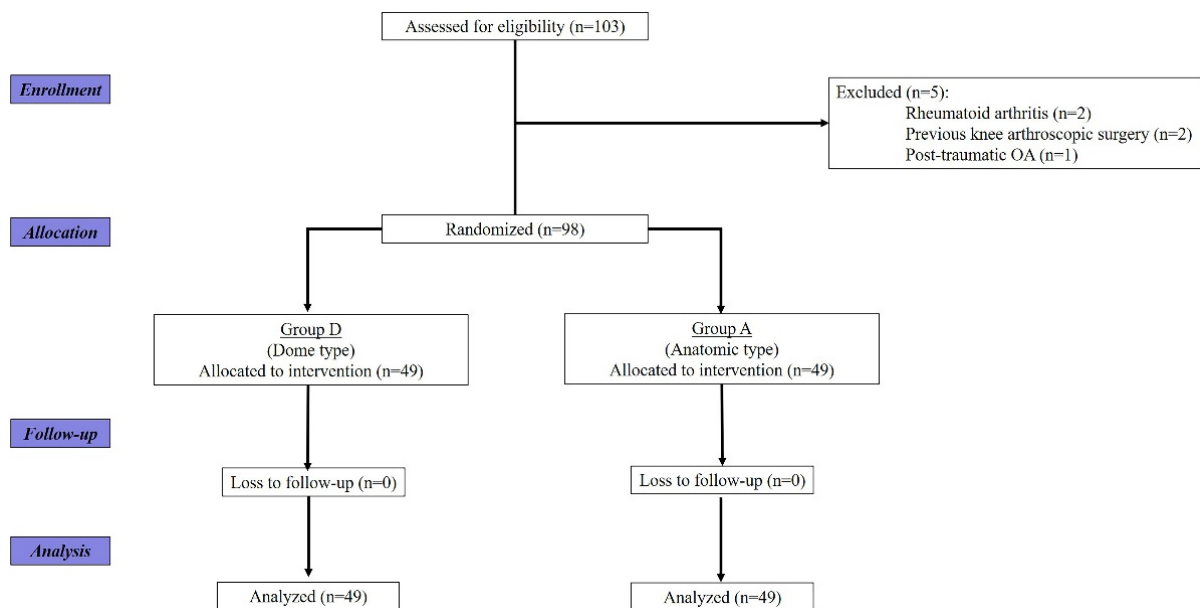 Assessed for eligibility (n=103)
Enrollment
Excluded (n=5):
Rheumatoid arthritis (n=2)
Previous knee arthroscopic surgery (n=2)
Post-traumatic OA (n=1)
Allocation
Randomized (n=98)
Group D
(Dome type)
Allocated to intervention (n=49)
Group A
(Anatomic type)
Allocated to intervention (n=49)
Follow-up
Loss to follow-up (n=0)
Loss to follow-up (n=0)
Analysis
Analyzed (n=49)
Analyzed (n=49)